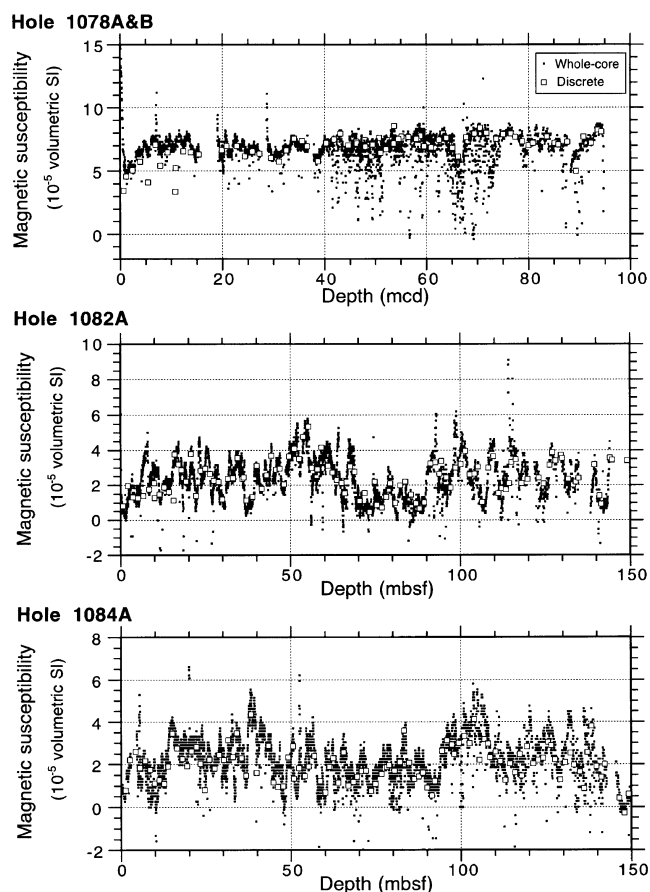 Hole 1078A&B
Magnetic susceptibility
(10⁻⁵ volumetric SI)
15
10
5
0
Whole-core
Discrete
0 20 40 60 80 100
Depth (mcd)
Hole 1082A
Magnetic susceptibility
(10⁻⁵ volumetric SI)
10
8
6
4
2
0
-2
0 50 100 150
Depth (mbsf)
Hole 1084A
Magnetic susceptibility
(10⁻⁵ volumetric SI)
8
6
4
2
0
-2
0 50 100 150
Depth (mbsf)